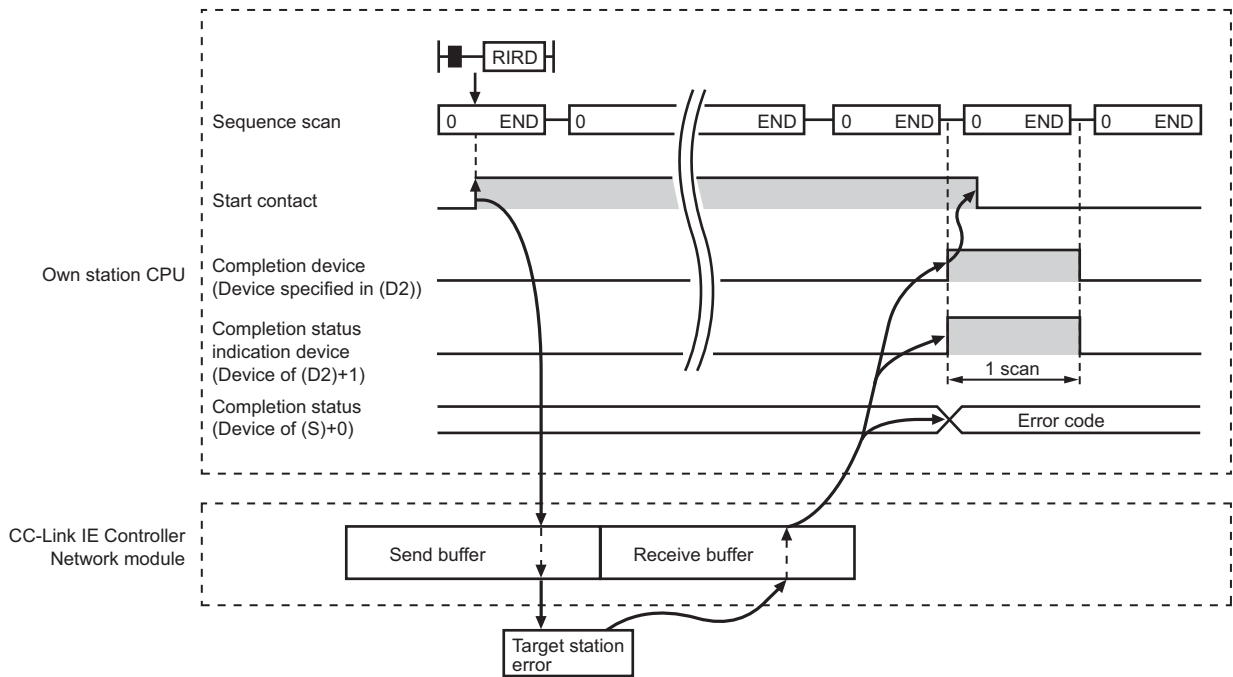 RIRD
Sequence scan
0 END 0 END 0 END 0 END 0 END
Start contact
Own station CPU
Completion device
(Device specified in (D2))
Completion status
indication device
(Device of (D2)+1)
1 scan
Completion status
(Device of (S)+0)
Error code
CC-Link IE Controller
Network module
Send buffer
Receive buffer
Target station
error